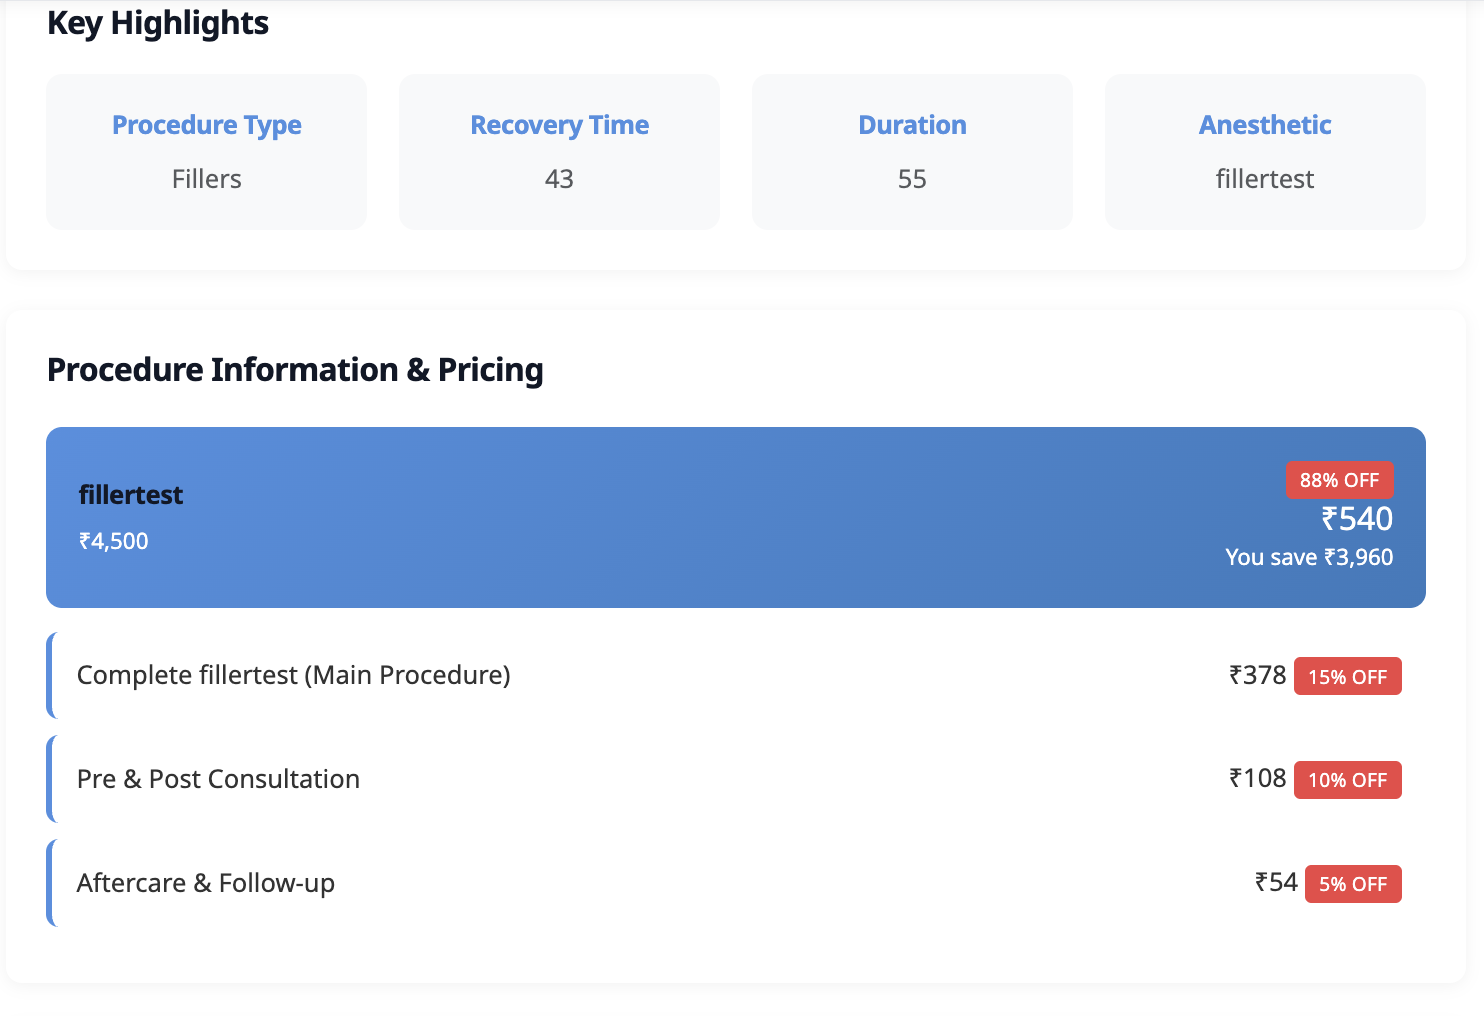 Key Highlights
Procedure Type
Fillers
Recovery Time
43
Duration
55
Anesthetic
fillertest
Procedure Information & Pricing
fillertest
₹4,500
88% OFF
₹540
You save ₹3,960
Complete fillertest (Main Procedure)
₹378 15% OFF
Pre & Post Consultation
₹108 10% OFF
Aftercare & Follow-up
₹54 5% OFF